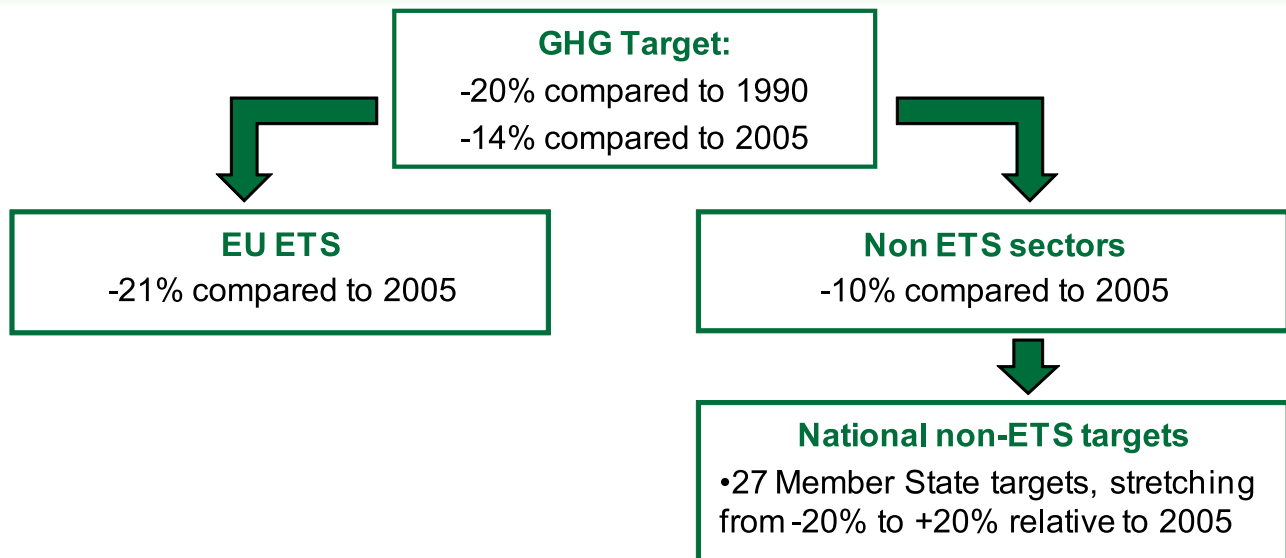 GHG Target:
-20% compared to 1990
-14% compared to 2005
EU ETS
-21% compared to 2005
Non ETS sectors
-10% compared to 2005
National non-ETS targets
•27 Member State targets, stretching
from -20% to +20% relative to 2005